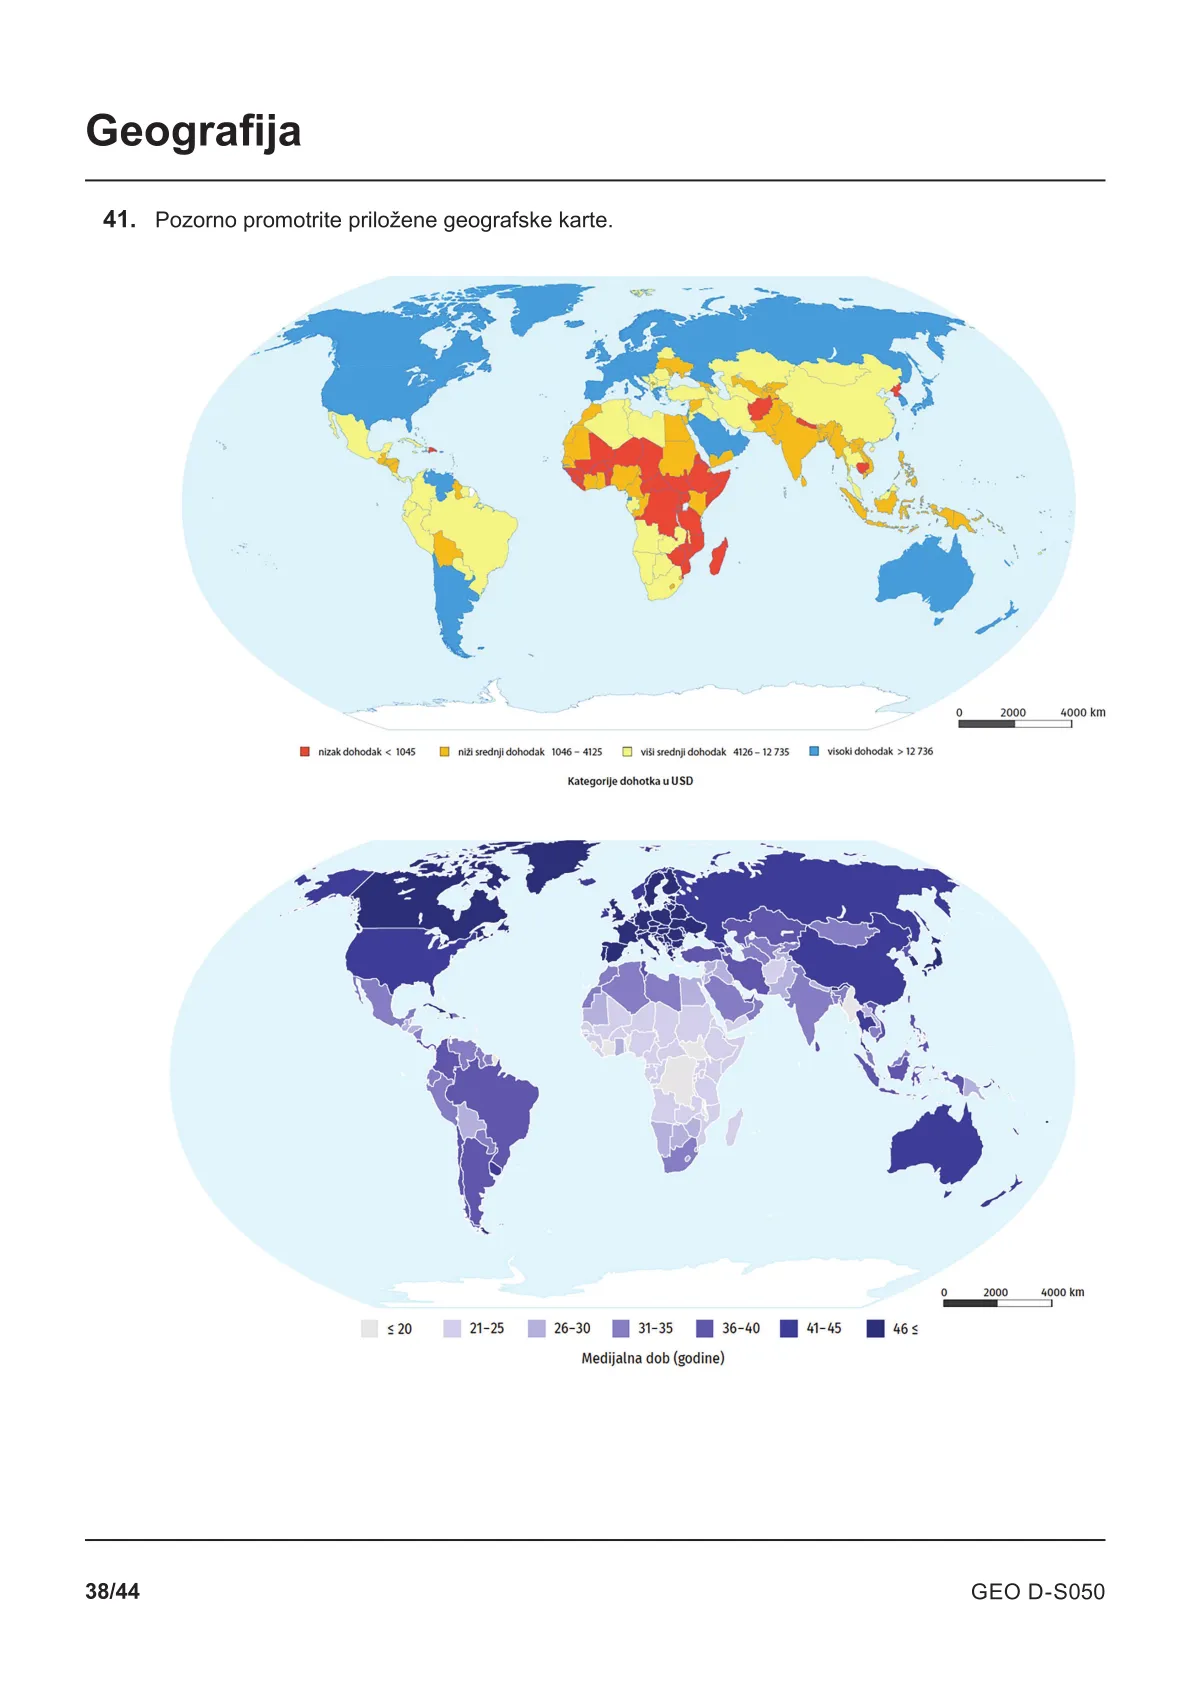 Geografija
41. Pozorno promotrite priložene geografske karte.
0 2000 4000 km
nizak dohodak < 1045 niži srednji dohodak 1046 – 4125 viši srednji dohodak 4126 – 12 735 visoki dohodak > 12 736
Kategorije dohotka u USD
0 2000 4000 km
≤ 20 21–25 26–30 31–35 36–40 41–45 46 ≤
Medijalna dob (godine)
38/44 GEO D-S050